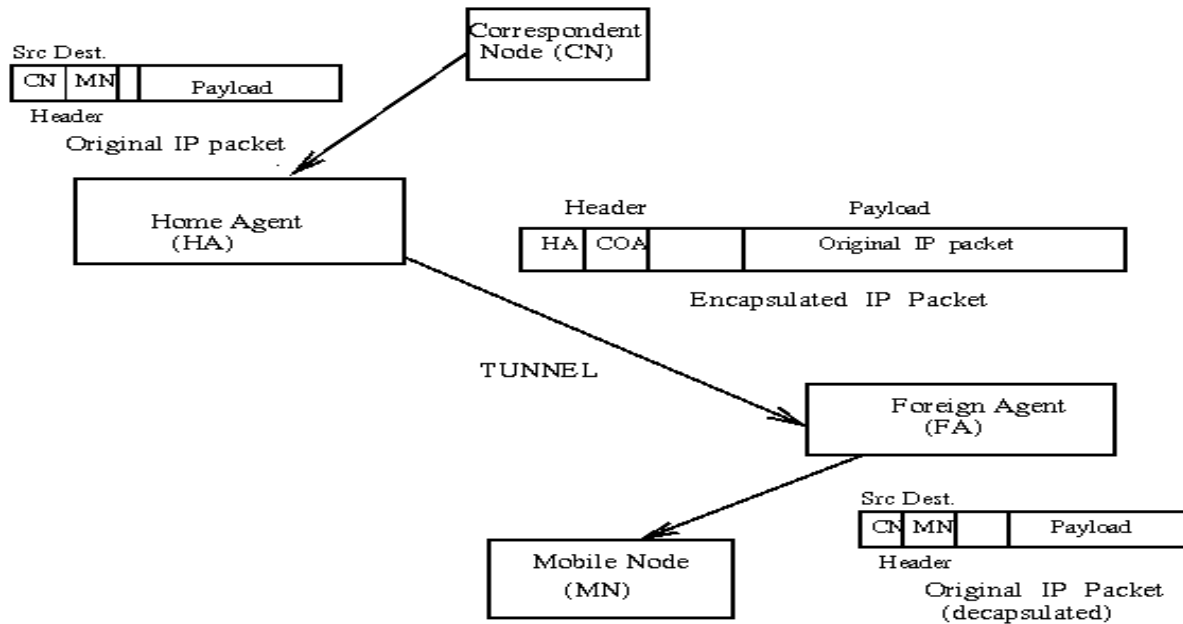 Correspondent
Node (CN)
Src Dest.
CN MN Payload
Header
Original IP packet
Home Agent
(HA)
Header Payload
HA COA Original IP packet
Encapsulated IP Packet
TUNNEL
Foreign Agent
(FA)
Src Dest.
CN MN Payload
Header
Original IP Packet
(decapsulated)
Mobile Node
(MN)